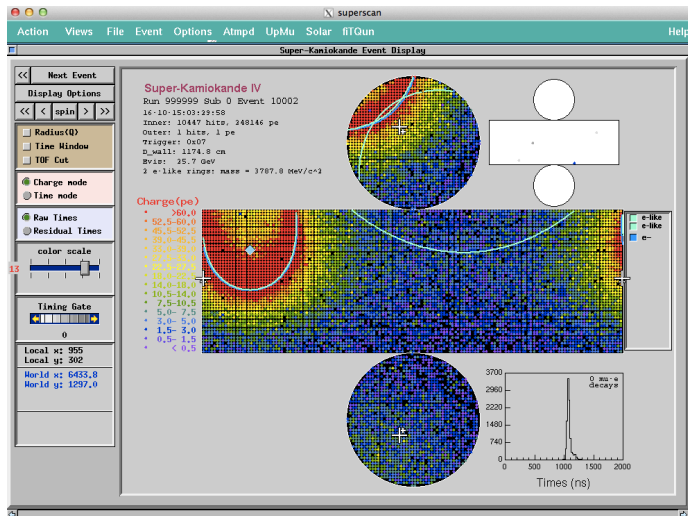 superscan
Action Views File Event Options Atmpd UpMu Solar fiTQun Help
Super-Kamiokande Event Display
<< Next Event
Display Options
<< < spin > >>
Radius(Q)
Time Window
TOF Cut
Charge mode
Time mode
Raw Times
Residual Times
color scale
13
Timing Gate
0
Local x: 955
Local y: 302
World x: 6433.8
World y: 1297.0
Super-Kamiokande IV
Run 999999 Sub 0 Event 10002
16-10-15:03:29:58
Inner: 10447 hits, 248146 pe
Outer: 1 hits, 1 pe
Trigger: 0x07
D_wall: 1174.8 cm
Evis: 25.7 GeV
2 e-like rings: mass = 3787.8 MeV/c^2
Charge(pe)
>60.0
52.5-60.0
45.5-52.5
14.0-18.0
10.5-14.0
7.5-10.5
5.0- 7.5
3.0- 5.0
1.5- 3.0
0.5- 1.5
< 0.5
e-like
e-like
e-
0 mu-e
decays
3700
2960
2220
1480
740
0
0 500 1000 1500 2000
Times (ns)